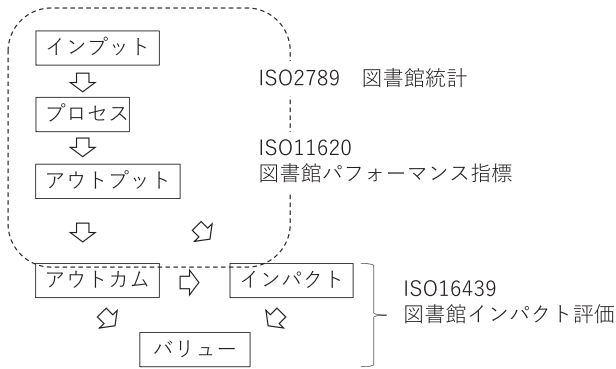 インプット
ISO2789　図書館統計
プロセス
ISO11620
図書館パフォーマンス指標
アウトプット
アウトカム
インパクト
ISO16439
図書館インパクト評価
バリュー